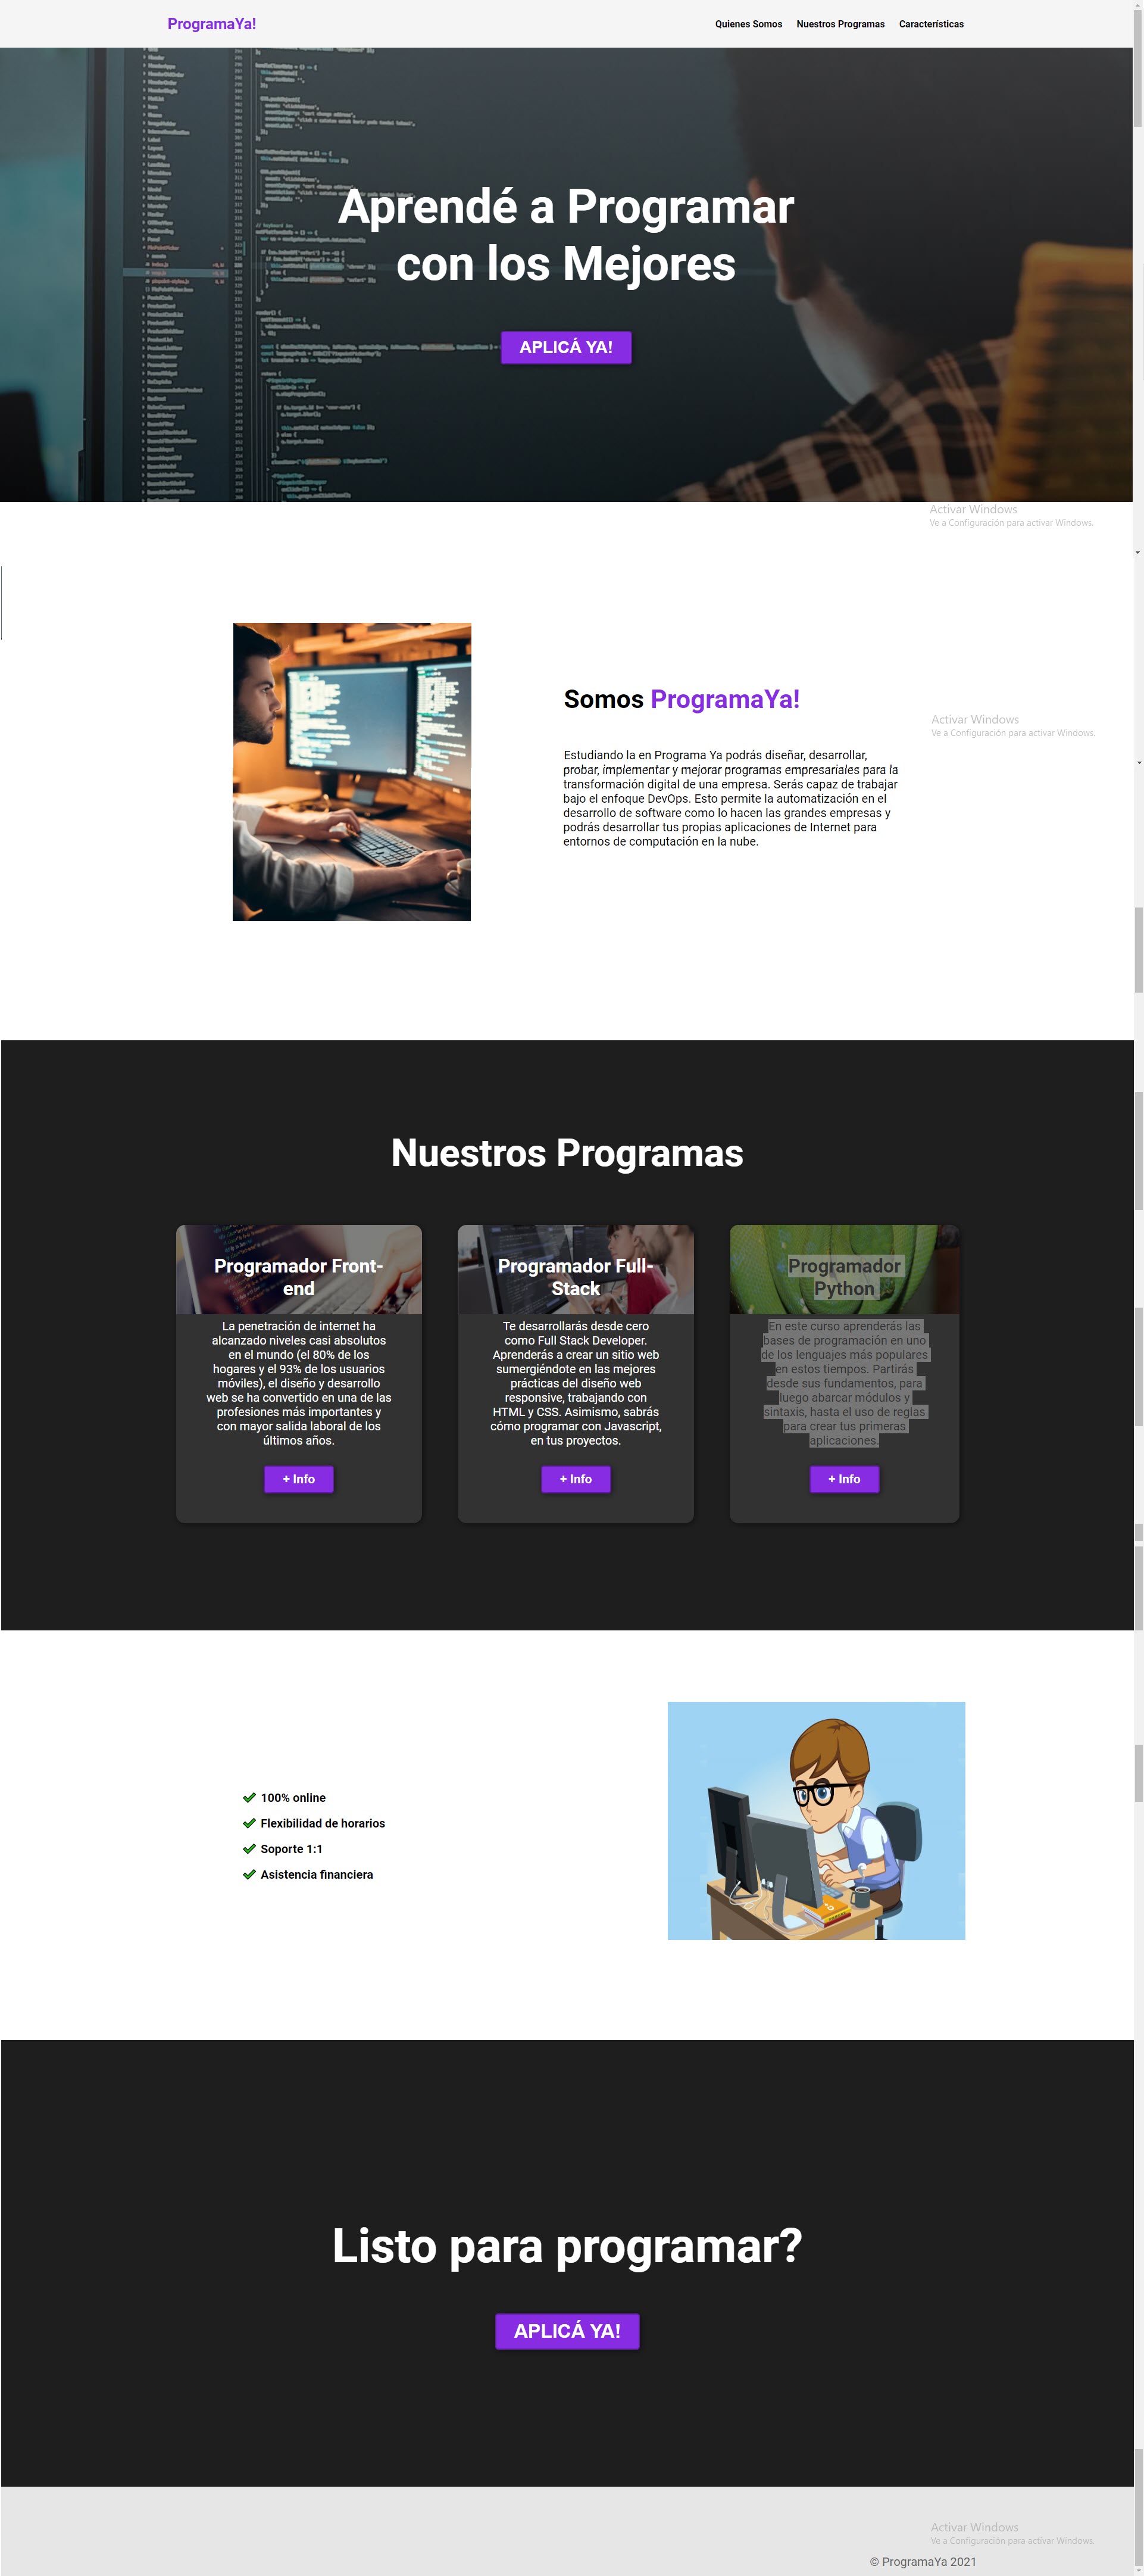 ProgramaYa!
Quienes Somos Nuestros Programas Características
Aprendé a Programar
con los Mejores
APLICÁ YA!
Activar Windows
Ve a Configuración para activar Windows.
Somos ProgramaYa!
Activar Windows
Ve a Configuración para activar Windows.
Estudiando la en Programa Ya podrás diseñar, desarrollar,
probar, implementar y mejorar programas empresariales para la
transformación digital de una empresa. Serás capaz de trabajar
bajo el enfoque DevOps. Esto permite la automatización en el
desarrollo de software como lo hacen las grandes empresas y
podrás desarrollar tus propias aplicaciones de Internet para
entornos de computación en la nube.
Nuestros Programas
Programador Front-
end
La penetración de internet ha
alcanzado niveles casi absolutos
en el mundo (el 80% de los
hogares y el 93% de los usuarios
móviles), el diseño y desarrollo
web se ha convertido en una de las
profesiones más importantes y
con mayor salida laboral de los
últimos años.
+ Info
Programador Full-
Stack
Te desarrollarás desde cero
como Full Stack Developer.
Aprenderás a crear un sitio web
sumergiéndote en las mejores
prácticas del diseño web
responsive, trabajando con
HTML y CSS. Asimismo, sabrás
cómo programar con Javascript,
en tus proyectos.
+ Info
Programador
Python
En este curso aprenderás las
bases de programación en uno
de los lenguajes más populares
en estos tiempos. Partirás
desde sus fundamentos, para
luego abarcar módulos y
sintaxis, hasta el uso de reglas
para crear tus primeras
aplicaciones.
+ Info
100% online
Flexibilidad de horarios
Soporte 1:1
Asistencia financiera
Listo para programar?
APLICÁ YA!
Activar Windows
Ve a Configuración para activar Windows.
© ProgramaYa 2021